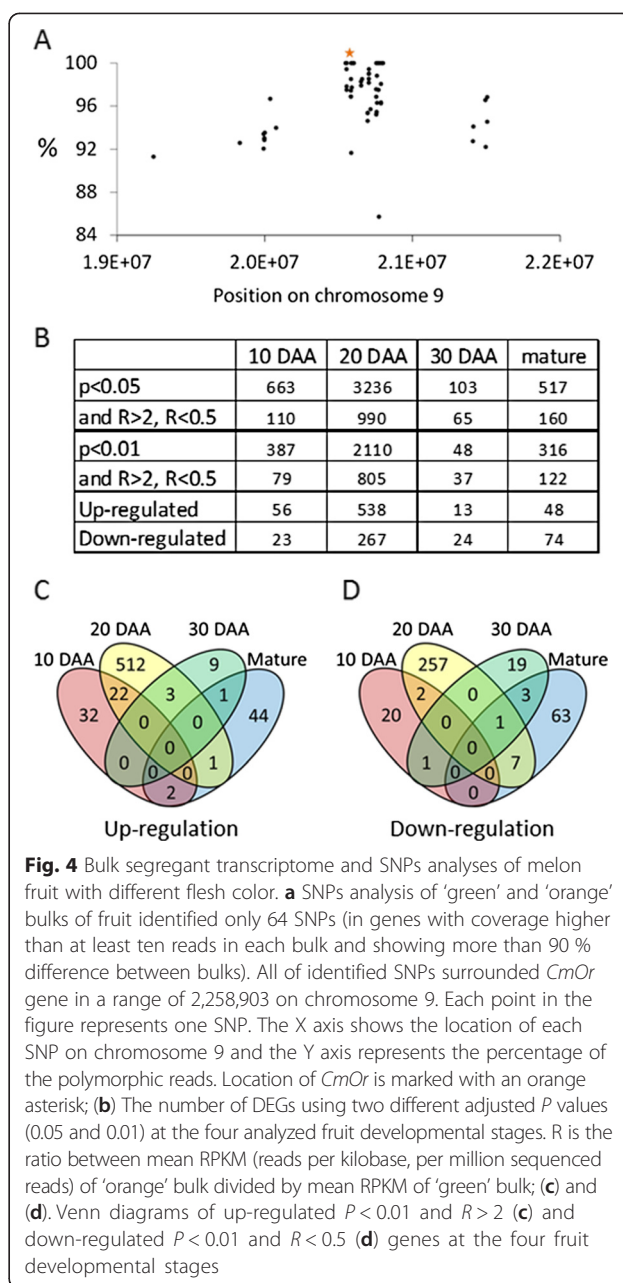 A
100
96
92
88
84
%
1.9E+07 2.0E+07 2.1E+07 2.2E+07
Position on chromosome 9
B
10 DAA 20 DAA 30 DAA mature
p<0.05 663 3236 103 517
and R>2, R<0.5 110 990 65 160
p<0.01 387 2110 48 316
and R>2, R<0.5 79 805 37 122
Up-regulated 56 538 13 48
Down-regulated 23 267 24 74
C
20 DAA 30 DAA
10 DAA Mature
512 9
32 22 3 1 44
0 0
0
0 0 0 1
2
Up-regulation
D
20 DAA 30 DAA
10 DAA Mature
257 19
20 2 0 3 63
0 1
0
1 0 0 7
0
Down-regulation
Fig. 4 Bulk segregant transcriptome and SNPs analyses of melon
fruit with different flesh color. a SNPs analysis of ‘green’ and ‘orange’
bulks of fruit identified only 64 SNPs (in genes with coverage higher
than at least ten reads in each bulk and showing more than 90 %
difference between bulks). All of identified SNPs surrounded CmOr
gene in a range of 2,258,903 on chromosome 9. Each point in the
figure represents one SNP. The X axis shows the location of each
SNP on chromosome 9 and the Y axis represents the percentage of
the polymorphic reads. Location of CmOr is marked with an orange
asterisk; (b) The number of DEGs using two different adjusted P values
(0.05 and 0.01) at the four analyzed fruit developmental stages. R is the
ratio between mean RPKM (reads per kilobase, per million sequenced
reads) of ‘orange’ bulk divided by mean RPKM of ‘green’ bulk; (c) and
(d). Venn diagrams of up-regulated P < 0.01 and R > 2 (c) and
down-regulated P < 0.01 and R < 0.5 (d) genes at the four fruit
developmental stages